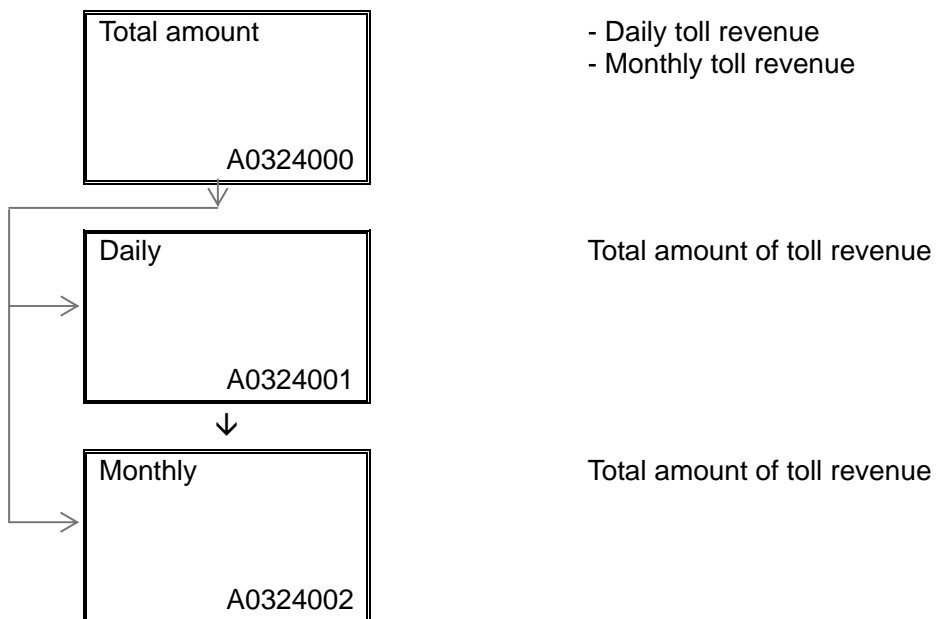 Total amount
- Daily toll revenue
- Monthly toll revenue
A0324000
Daily
Total amount of toll revenue
A0324001
Monthly
Total amount of toll revenue
A0324002